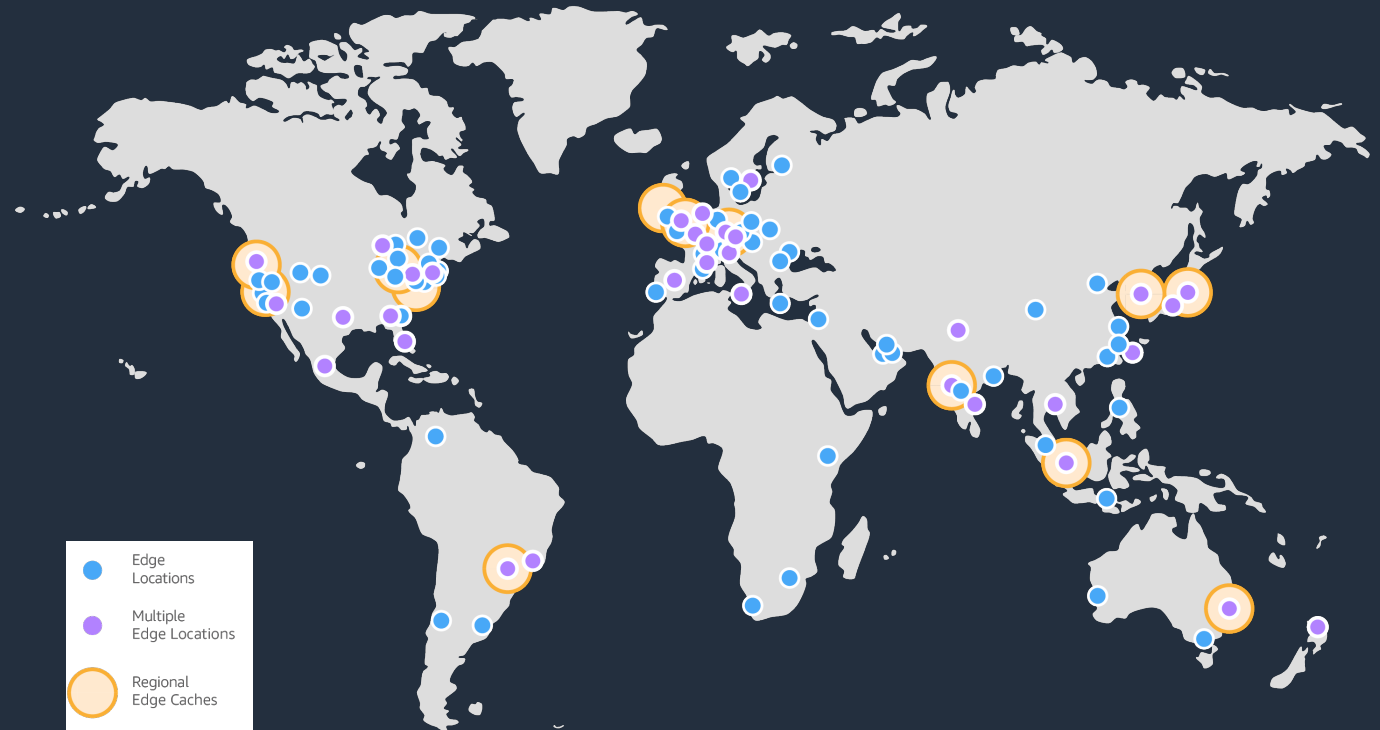 Edge
Locations
Multiple
Edge Locations
Regional
Edge Caches